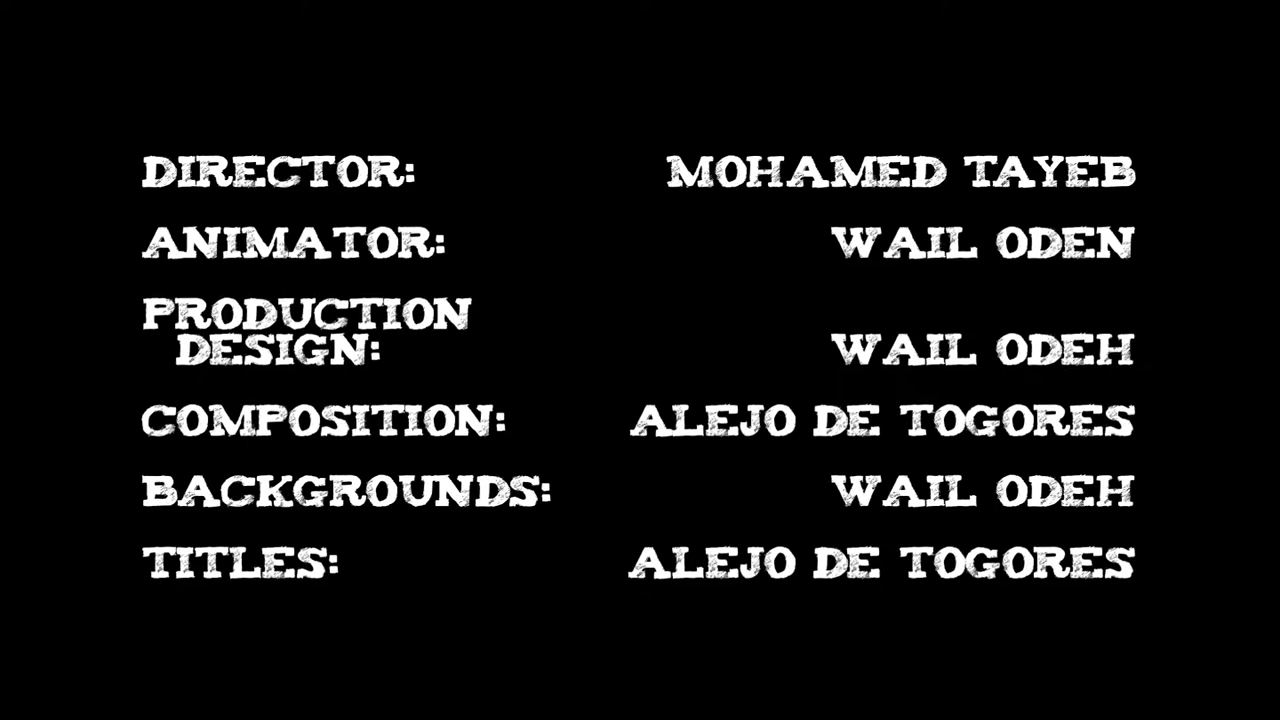 DIRECTOR: MOHAMED TAYEB
ANIMATOR: WAIL ODEN
PRODUCTION
DESIGN: WAIL ODEH
COMPOSITION: ALEJO DE TOGORES
BACKGROUNDS: WAIL ODEH
TITLES: ALEJO DE TOGORES